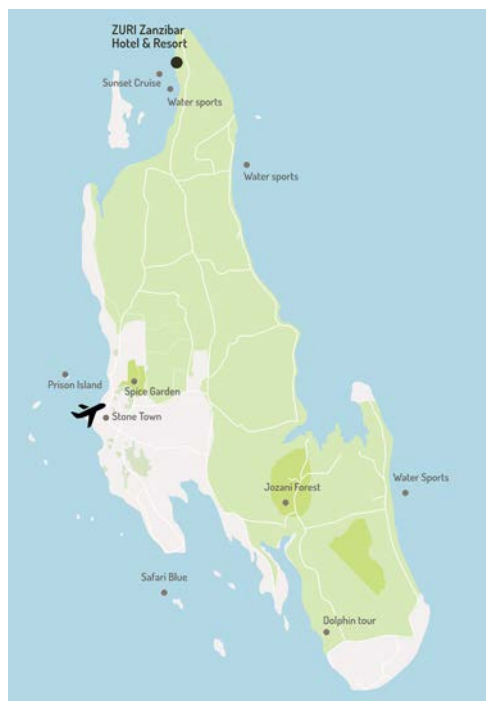 ZURI Zanzibar
Hotel & Resort
Sunset Cruise
Water sports
Water sports
Prison Island
Spice Garden
Stone Town
Jozani Forest
Water Sports
Safari Blue
Dolphin tour